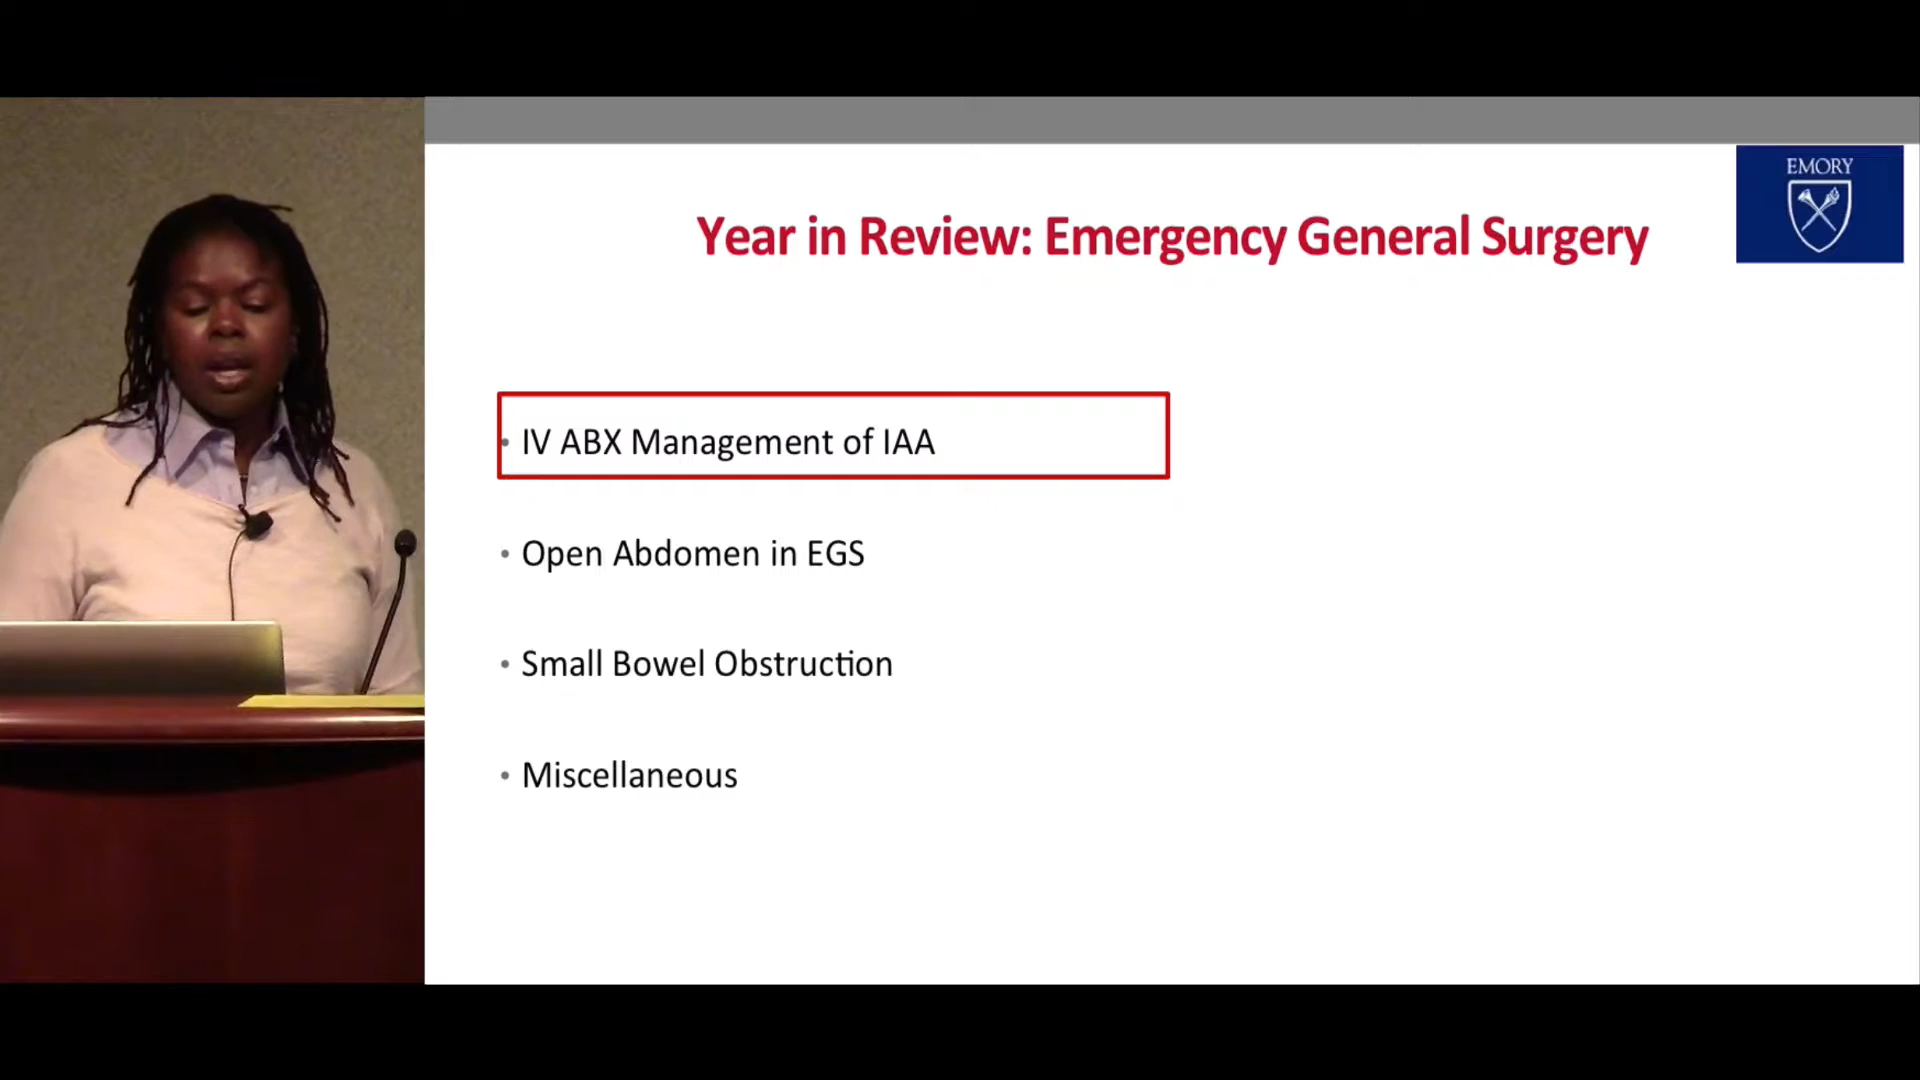 EMORY
Year in Review: Emergency General Surgery
• IV ABX Management of IAA
• Open Abdomen in EGS
• Small Bowel Obstruction
• Miscellaneous